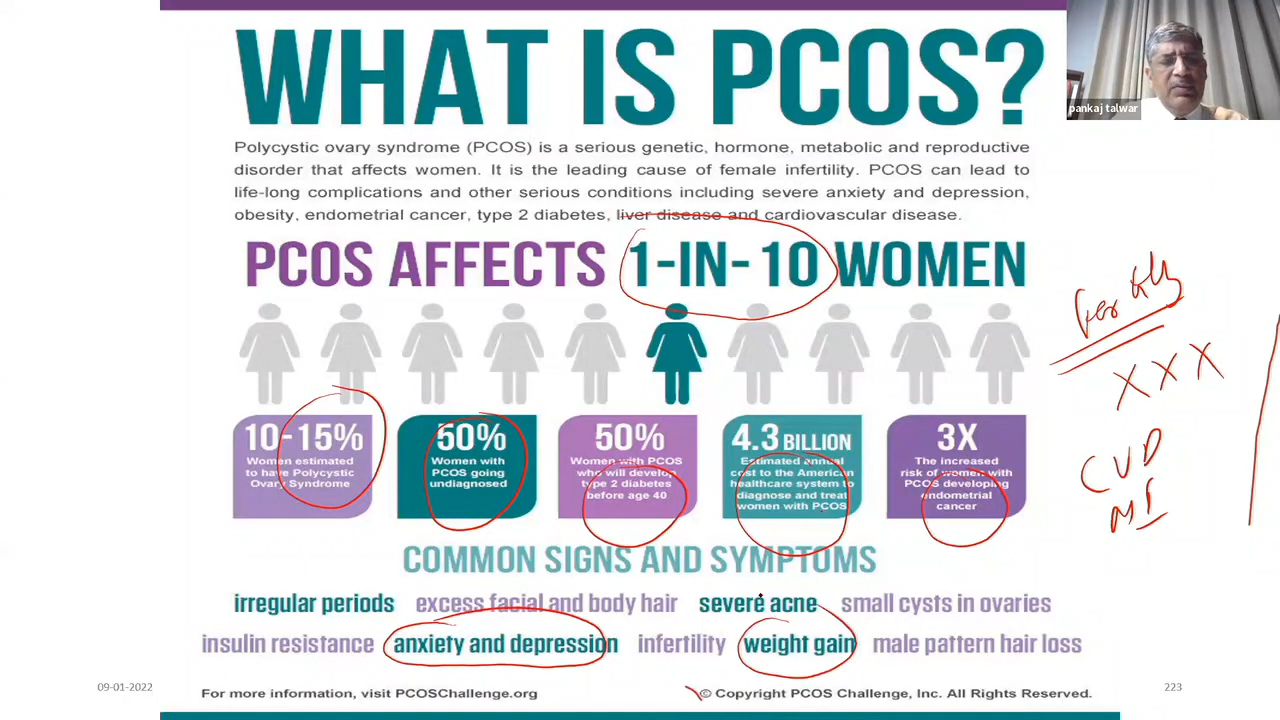 WHAT IS PCOS?
pankaj talwar
Polycystic ovary syndrome (PCOS) is a serious genetic, hormone, metabolic and reproductive
disorder that affects women. It is the leading cause of female infertility. PCOS can lead to
life-long complications and other serious conditions including severe anxiety and depression,
obesity, endometrial cancer, type 2 diabetes, liver disease and cardiovascular disease.
PCOS AFFECTS 1-IN-10 WOMEN
10-15%
Women estimated
to have Polycystic
Ovary Syndrome
50%
Women with
PCOS going
undiagnosed
50%
Women with PCOS
who will develop
type 2 diabetes
before age 40
4.3 BILLION
Estimated annual
cost to the American
healthcare system to
diagnose and treat
women with PCOS
3X
The increased
risk of women with
PCOS developing
endometrial
cancer
XXX
CVD
MI
COMMON SIGNS AND SYMPTOMS
irregular periods excess facial and body hair severe acne small cysts in ovaries
insulin resistance anxiety and depression infertility weight gain male pattern hair loss
09-01-2022
223
For more information, visit PCOSChallenge.org
© Copyright PCOS Challenge, Inc. All Rights Reserved.